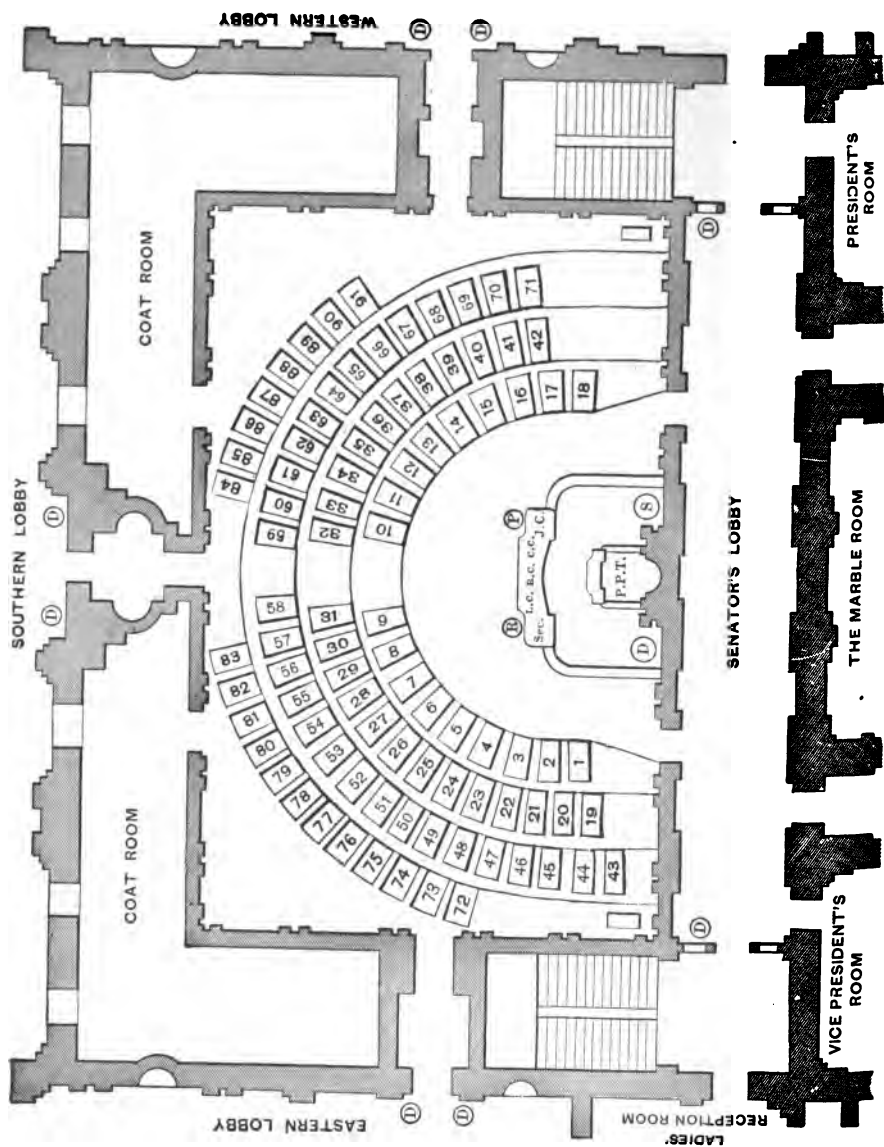 WESTERN LOBBY
D
D
COAT ROOM
SOUTHERN LOBBY
D
D
COAT ROOM
EASTERN LOBBY
D
D
LADIES'
RECEPTION ROOM
D
D
84 85 86 87 88 89 90 91
59 60 61 62 63 64 65 66 67 68 69 70 71
32 33 34 35 36 37 38 39 40 41 42
10 11 12 13 14 15 16 17 18
83 82 81 80 79 78 77 76 75 74 73 72
58 57 56 55 54 53 52 51 50 49 48 47 46 45 44 43
31 30 29 28 27 26 25 24 23 22 21 20 19
9 8 7 6 5 4 3 2 1
R
P
Sec. L.C. B.C. C.C. J.C.
P.P.T.
D
S
SENATOR'S LOBBY
PRESIDENT'S
ROOM
THE MARBLE ROOM
VICE PRESIDENT'S
ROOM